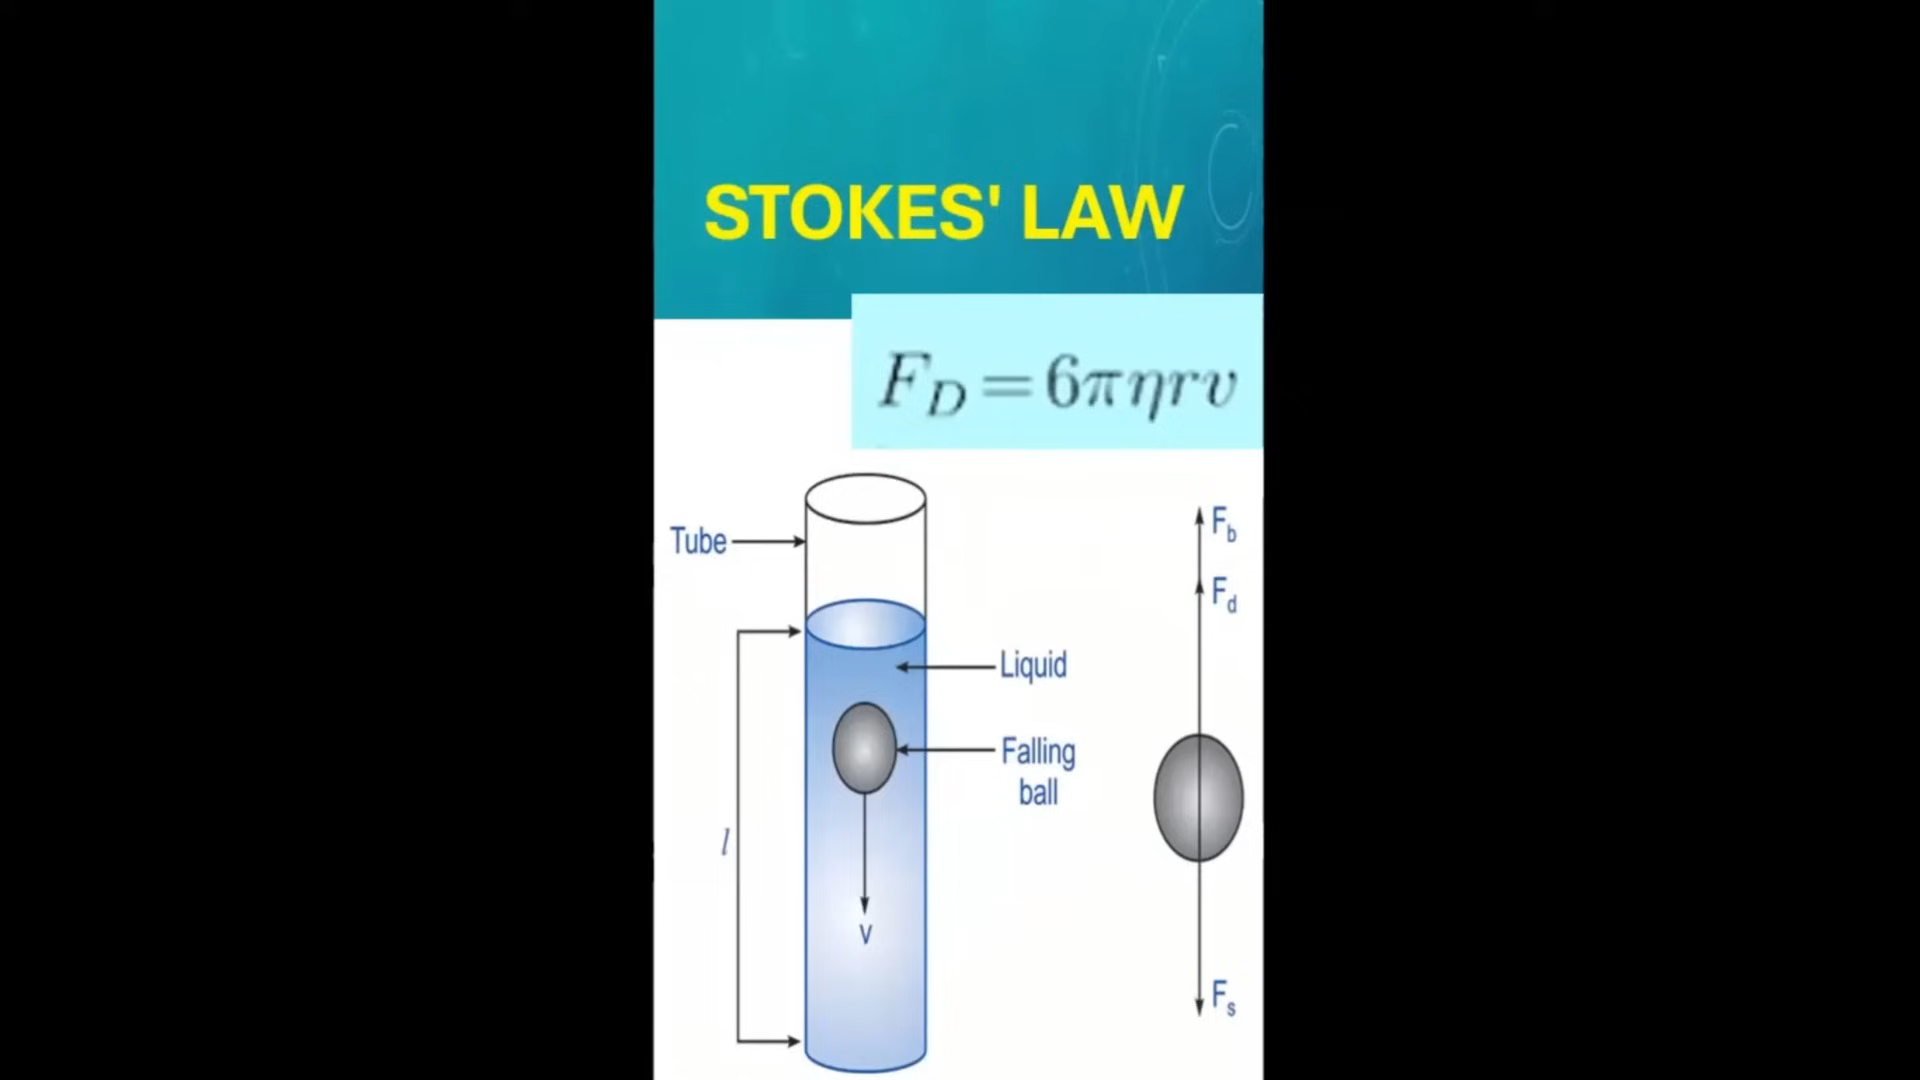 STOKES' LAW
F_D = 6πηrv
Tube
F_b
F_d
Liquid
Falling
ball
l
v
F_s